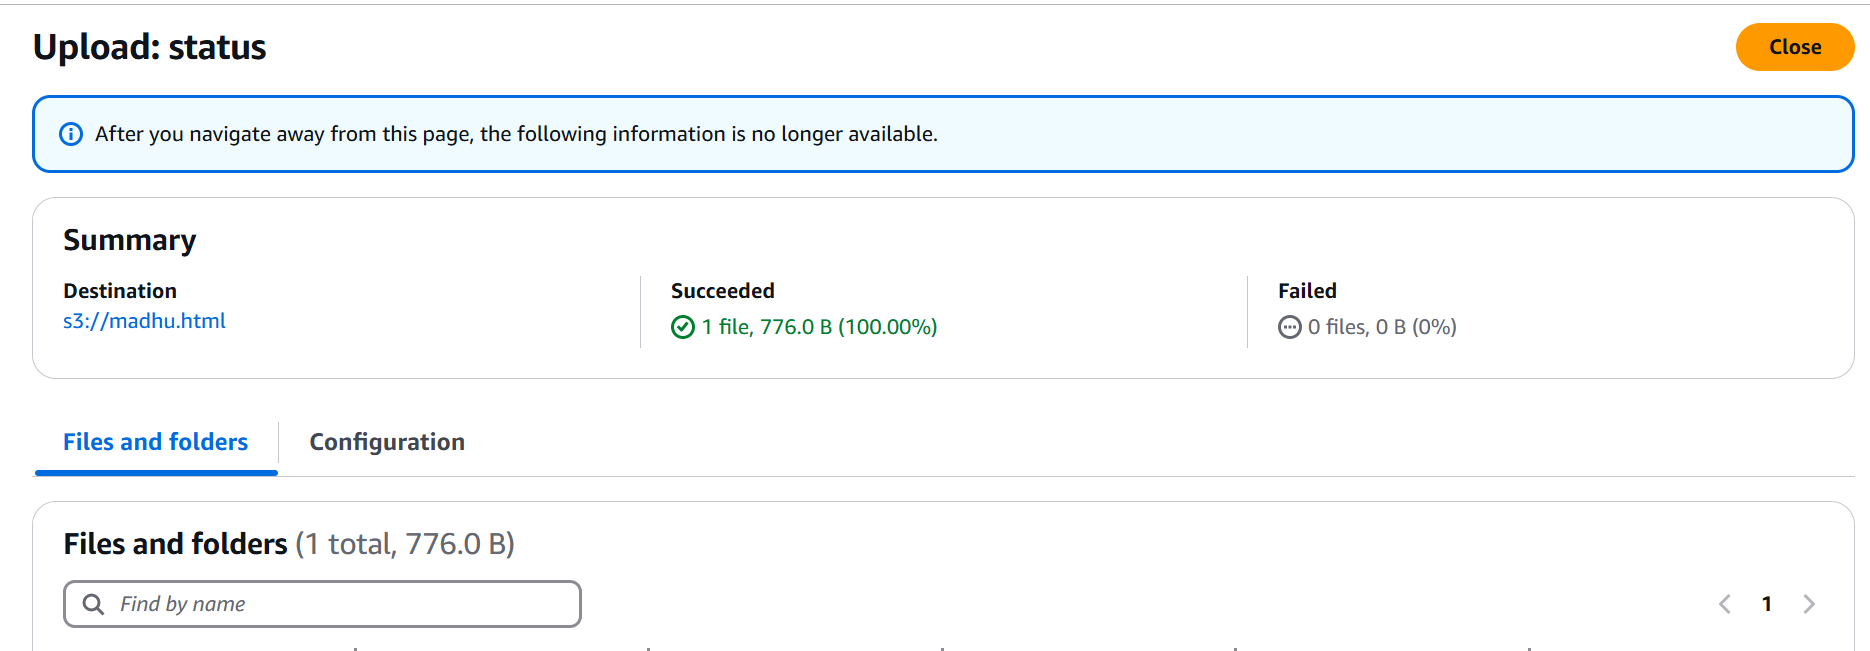 Upload: status
Close
After you navigate away from this page, the following information is no longer available.
Summary
Destination
s3://madhu.html
Succeeded
1 file, 776.0 B (100.00%)
Failed
0 files, 0 B (0%)
Files and folders
Configuration
Files and folders (1 total, 776.0 B)
Find by name
1